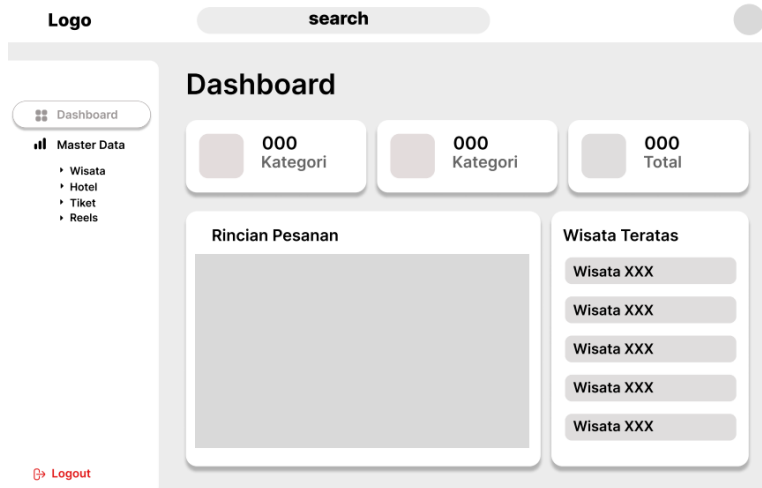 Logo
search
Dashboard
Master Data
Wisata
Hotel
Tiket
Reels
Logout
Dashboard
000
Kategori
000
Kategori
000
Total
Rincian Pesanan
Wisata Teratas
Wisata XXX
Wisata XXX
Wisata XXX
Wisata XXX
Wisata XXX